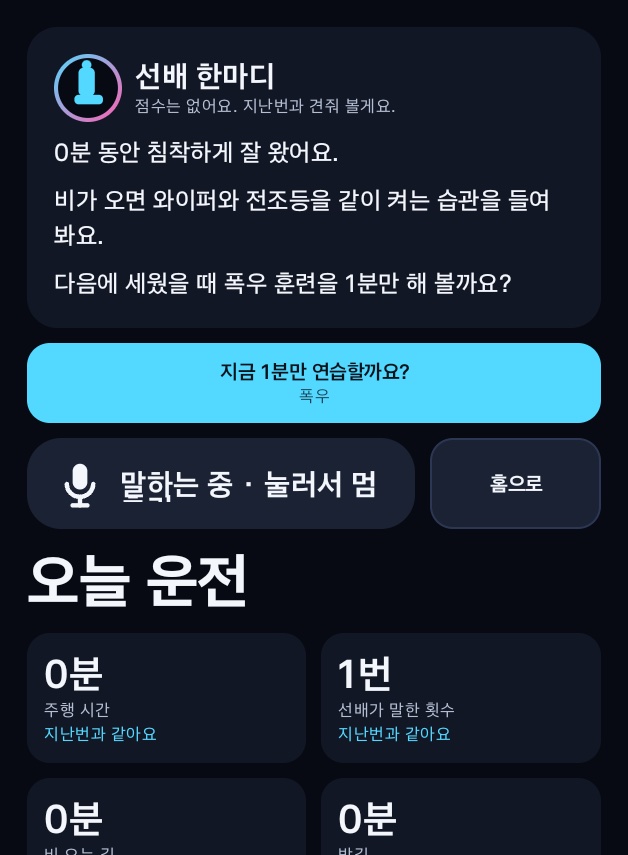 선배 한마디
점수는 없어요. 지난번과 견줘 볼게요.
0분 동안 침착하게 잘 왔어요.
비가 오면 와이퍼와 전조등을 같이 켜는 습관을 들여
봐요.
다음에 세웠을 때 폭우 훈련을 1분만 해 볼까요?
지금 1분만 연습할까요?
폭우
말하는 중 · 눌러서 멈
홈으로
오늘 운전
0분
주행 시간
지난번과 같아요
1번
선배가 말한 횟수
지난번과 같아요
0분
0분